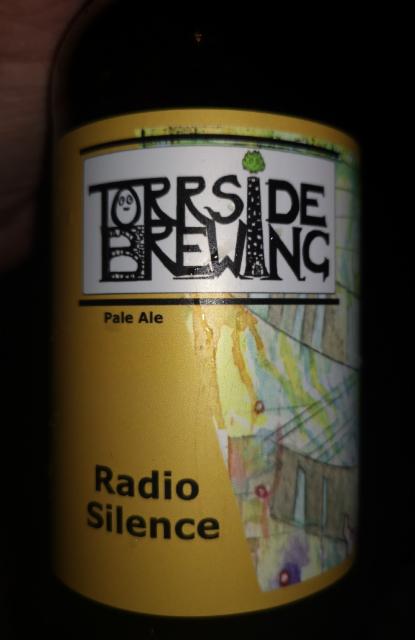 TORRSIDE
BREWING
Pale Ale
Radio
Silence